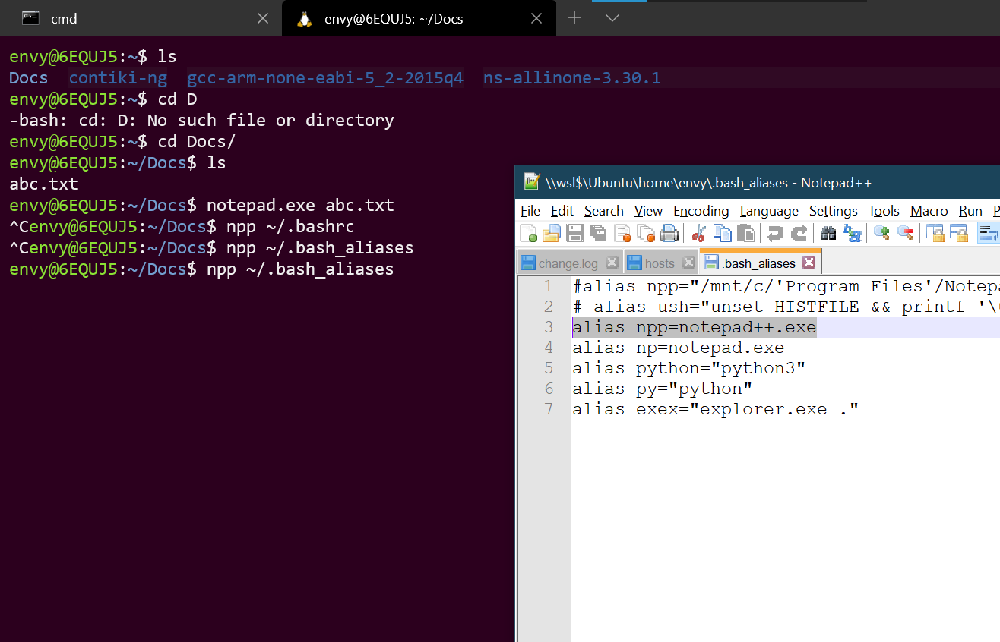 cmd
envy@6EQUJ5: ~/Docs
envy@6EQUJ5:~$ ls
Docs contiki-ng gcc-arm-none-eabi-5_2-2015q4 ns-allinone-3.30.1
envy@6EQUJ5:~$ cd D
-bash: cd: D: No such file or directory
envy@6EQUJ5:~$ cd Docs/
envy@6EQUJ5:~/Docs$ ls
abc.txt
envy@6EQUJ5:~/Docs$ notepad.exe abc.txt
^Cenvy@6EQUJ5:~/Docs$ npp ~/.bashrc
^Cenvy@6EQUJ5:~/Docs$ npp ~/.bash_aliases
envy@6EQUJ5:~/Docs$ npp ~/.bash_aliases
\\wsl$\Ubuntu\home\envy\.bash_aliases - Notepad++
File Edit Search View Encoding Language Settings Tools Macro Run P
change.log hosts .bash_aliases
1 #alias npp="/mnt/c/'Program Files'/Notepa
2 # alias ush="unset HISTFILE && printf '\
3 alias npp=notepad++.exe
4 alias np=notepad.exe
5 alias python="python3"
6 alias py="python"
7 alias exex="explorer.exe ."